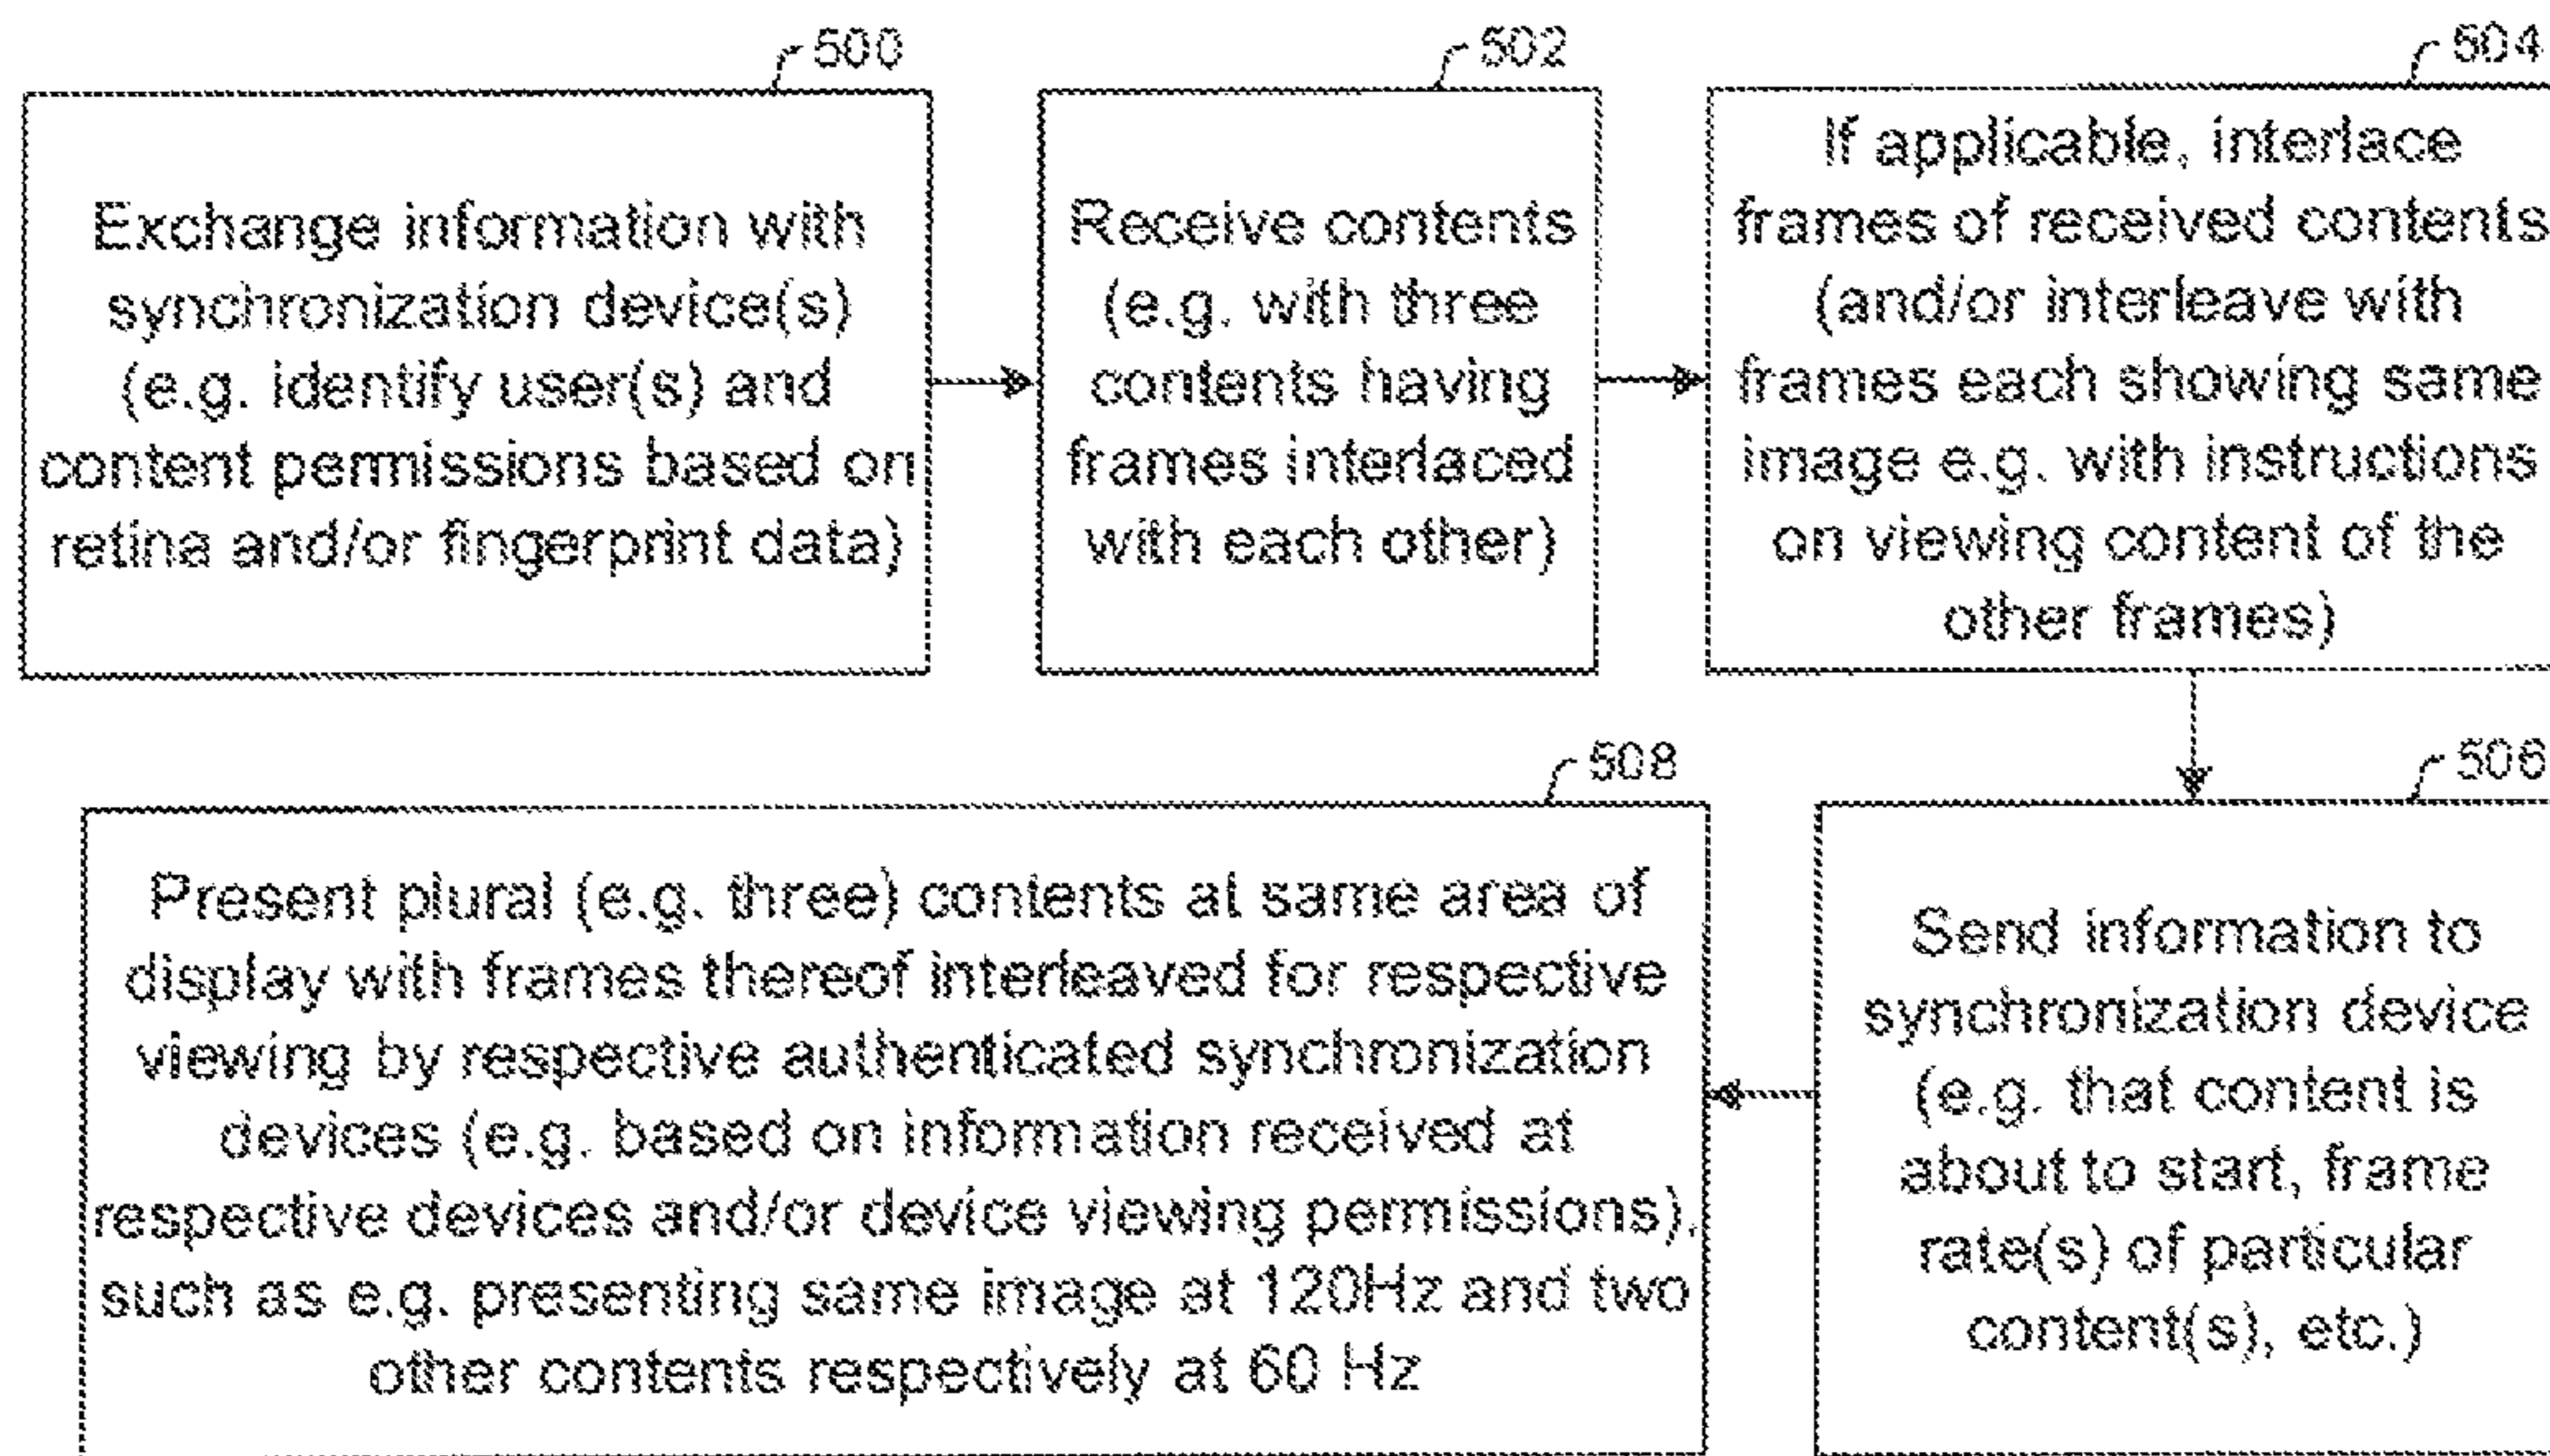 500
Exchange information with
synchronization device(s)
(e.g. identify user(s) and
content permissions based on
retina and/or fingerprint data)
502
Receive contents
(e.g. with three
contents having
frames interlaced
with each other)
504
If applicable, interlace
frames of received contents
(and/or interleave with
frames each showing same
image e.g. with instructions
on viewing content of the
other frames)
506
Send information to
synchronization device
(e.g. that content is
about to start, frame
rate(s) of particular
content(s), etc.)
508
Present plural (e.g. three) contents at same area of
display with frames thereof interleaved for respective
viewing by respective authenticated synchronization
devices (e.g. based on information received at
respective devices and/or device viewing permissions),
such as e.g. presenting same image at 120Hz and two
other contents respectively at 60 Hz